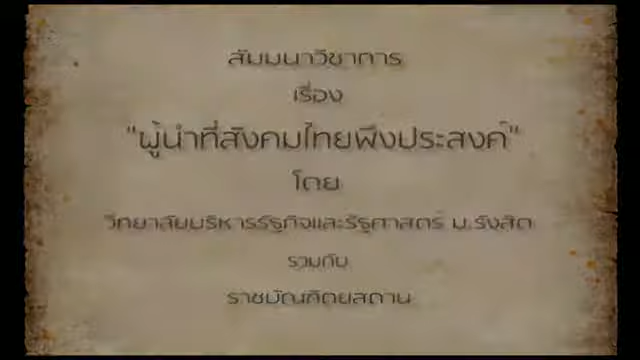 สัมมนาวิชาการ
เรื่อง
"ผู้นำที่สังคมไทยพึงประสงค์"
โดย
วิทยาลัยบริหารรัฐกิจและรัฐศาสตร์ ม.รังสิต
ร่วมกับ
ราชบัณฑิตยสถาน